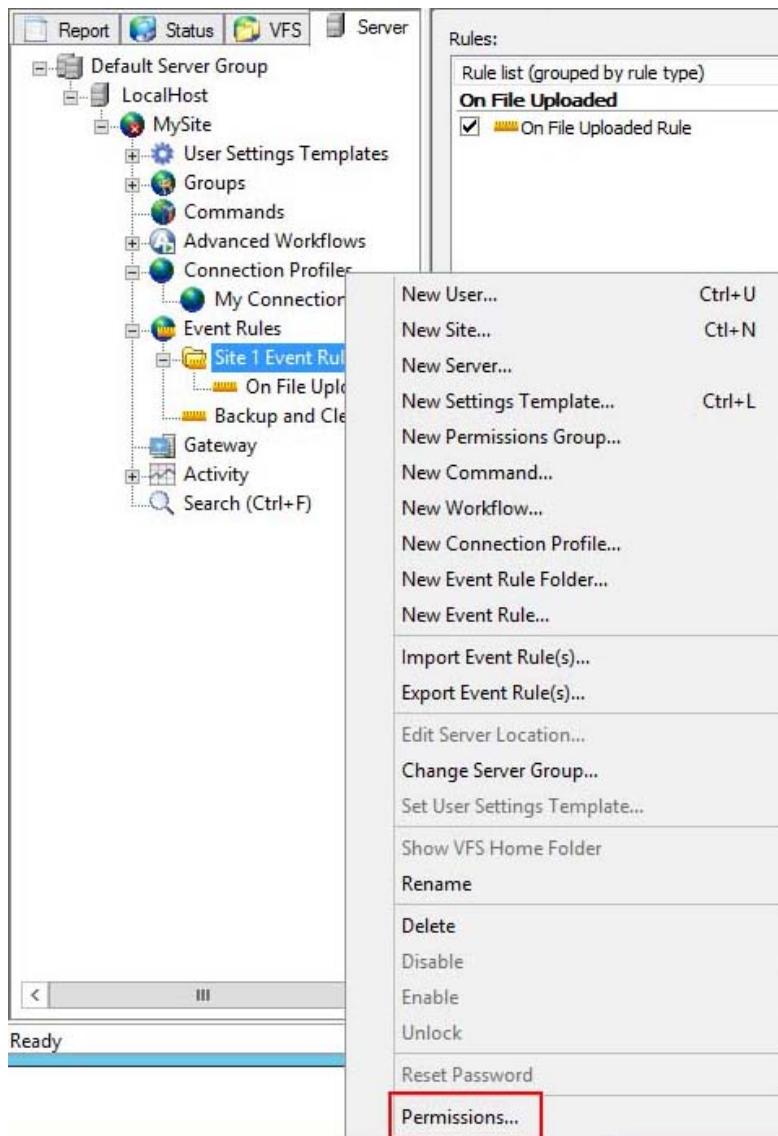 Report Status VFS Server
Default Server Group
LocalHost
MySite
User Settings Templates
Groups
Commands
Advanced Workflows
Connection Profiles
My Connection
Event Rules
Site 1 Event Rul
On File Uplo
Backup and Cle
Gateway
Activity
Search (Ctrl+F)
Ready
Rules:
Rule list (grouped by rule type)
On File Uploaded
On File Uploaded Rule
New User... Ctrl+U
New Site... Ctl+N
New Server...
New Settings Template... Ctrl+L
New Permissions Group...
New Command...
New Workflow...
New Connection Profile...
New Event Rule Folder...
New Event Rule...
Import Event Rule(s)...
Export Event Rule(s)...
Edit Server Location...
Change Server Group...
Set User Settings Template...
Show VFS Home Folder
Rename
Delete
Disable
Enable
Unlock
Reset Password
Permissions...